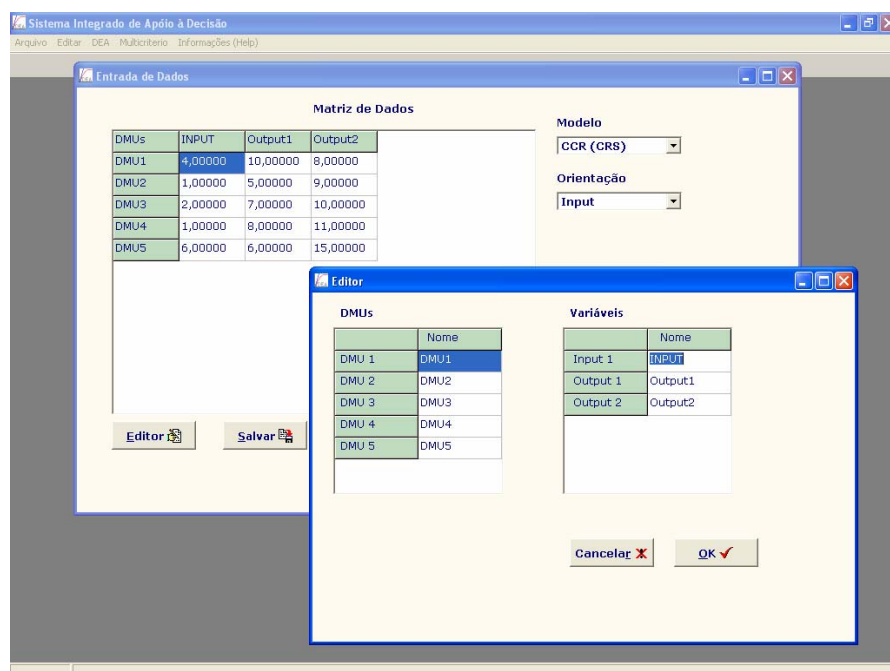 Sistema Integrado de Apóio à Decisão
Arquivo Editar DEA Multicriterio Informações (Help)
Entrada de Dados
Matriz de Dados
DMUs INPUT Output1 Output2
DMU1 4,00000 10,00000 8,00000
DMU2 1,00000 5,00000 9,00000
DMU3 2,00000 7,00000 10,00000
DMU4 1,00000 8,00000 11,00000
DMU5 6,00000 6,00000 15,00000
Modelo
CCR (CRS)
Orientação
Input
Editor Salvar
Editor
DMUs
Nome
DMU 1 DMU1
DMU 2 DMU2
DMU 3 DMU3
DMU 4 DMU4
DMU 5 DMU5
Variáveis
Nome
Input 1 INPUT
Output 1 Output1
Output 2 Output2
Cancelar OK